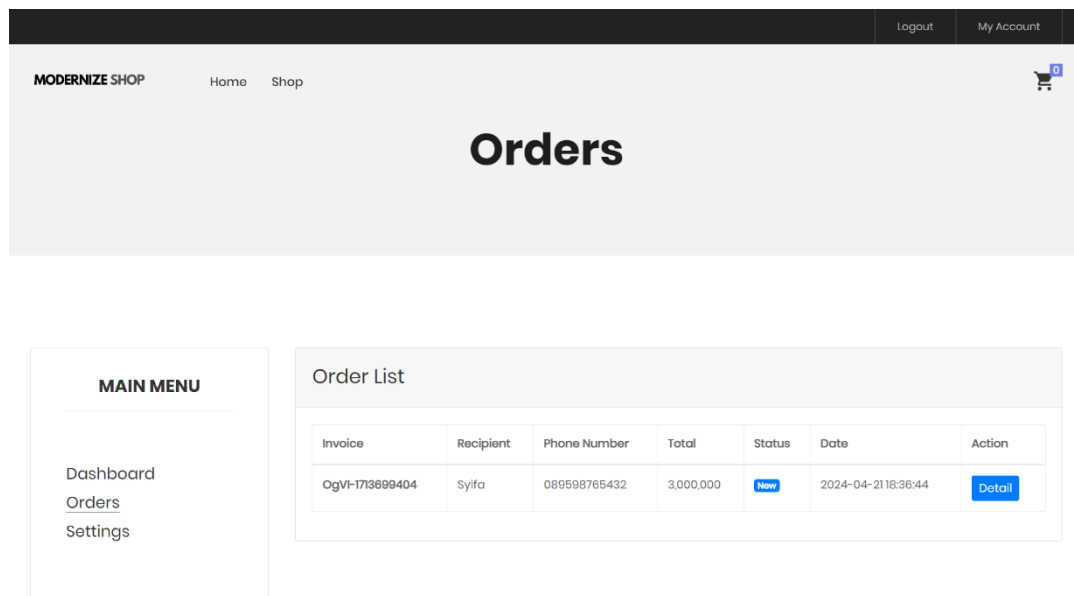 Logout My Account
MODERNIZE SHOP Home Shop 0
Orders
MAIN MENU
Dashboard
Orders
Settings
Order List
Invoice Recipient Phone Number Total Status Date Action
OgVI-1713699404 Syifa 089598765432 3,000,000 New 2024-04-21 18:36:44 Detail